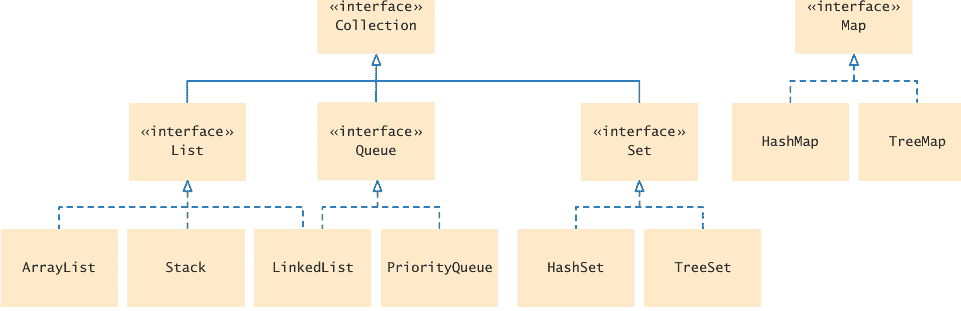 «interface»
Collection
«interface»
Map
«interface»
List
«interface»
Queue
«interface»
Set
HashMap
TreeMap
ArrayList
Stack
LinkedList
PriorityQueue
HashSet
TreeSet